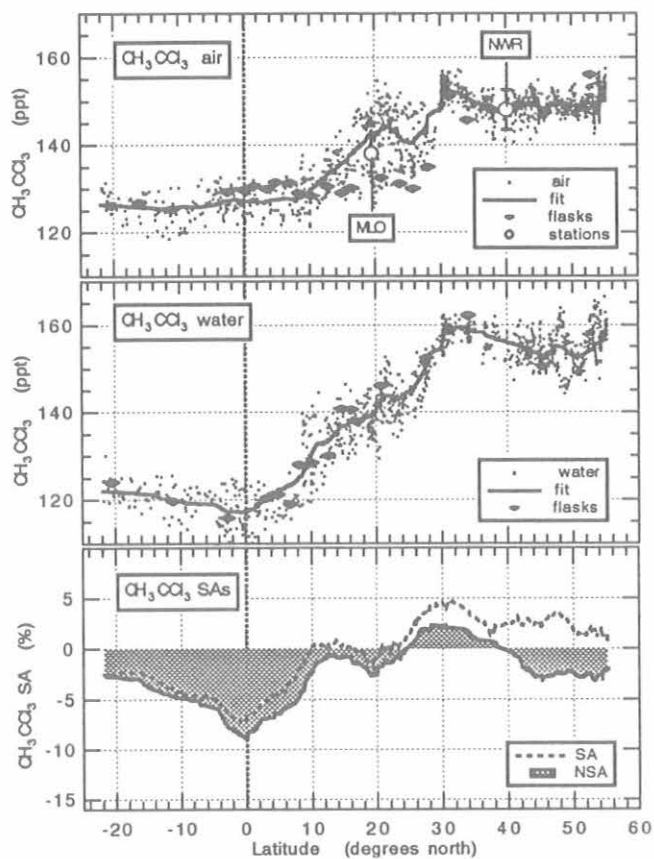 CH3CCl3 air
NWR
160
140
120
CH3CCl3 (ppt)
MLO
air
fit
flasks
stations
CH3CCl3 water
160
140
120
CH3CCl3 (ppt)
water
fit
flasks
CH3CCl3 SAs
5
0
-5
-10
-15
CH3CCl3 SA (%)
SA
NSA
-20 -10 0 10 20 30 40 50 60
Latitude (degrees north)